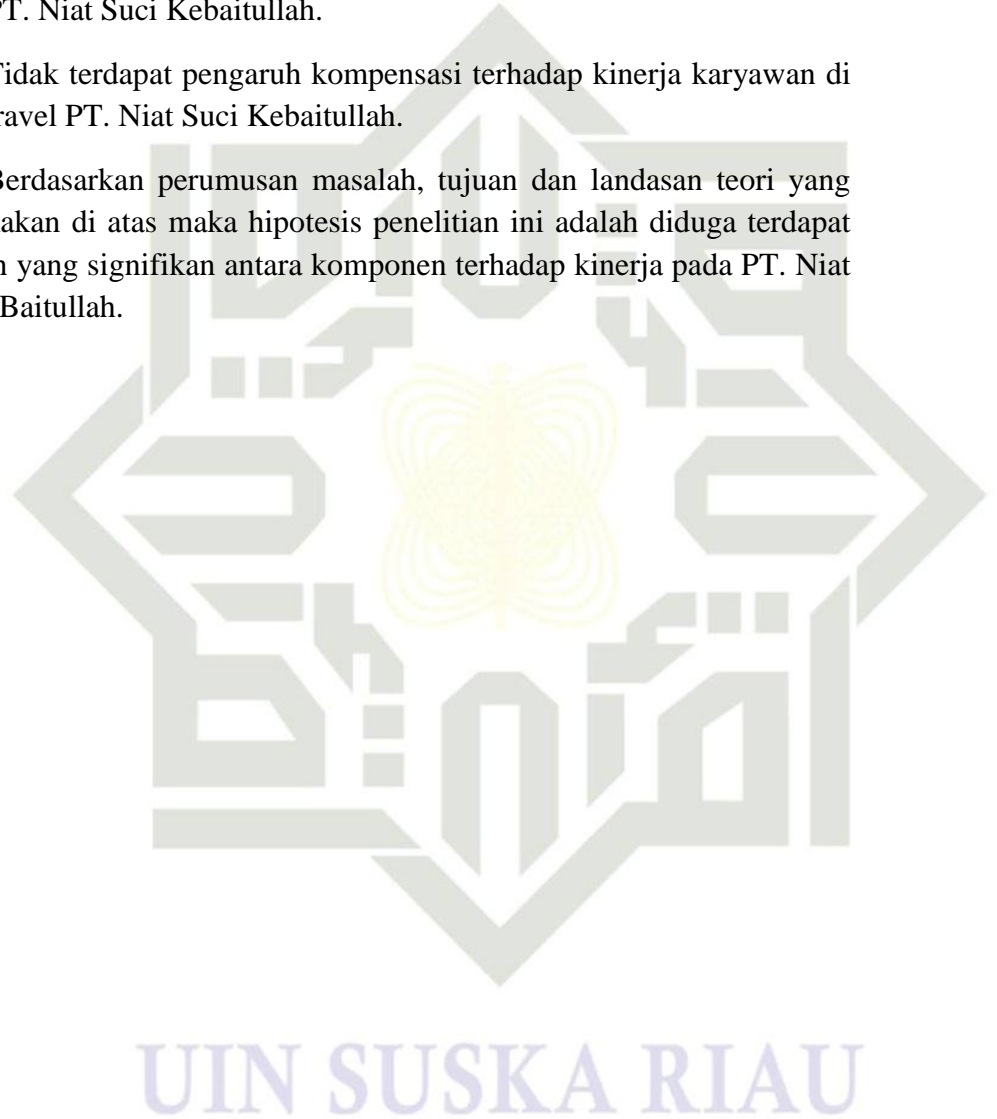 PT. Niat Suci Kebaitullah.
Tidak terdapat pengaruh kompensasi terhadap kinerja karyawan di
ravel PT. Niat Suci Kebaitullah.
Berdasarkan perumusan masalah, tujuan dan landasan teori yang
akan di atas maka hipotesis penelitian ini adalah diduga terdapat
yang signifikan antara komponen terhadap kinerja pada PT. Niat
Baitullah.
UIN SUSKA RIAU